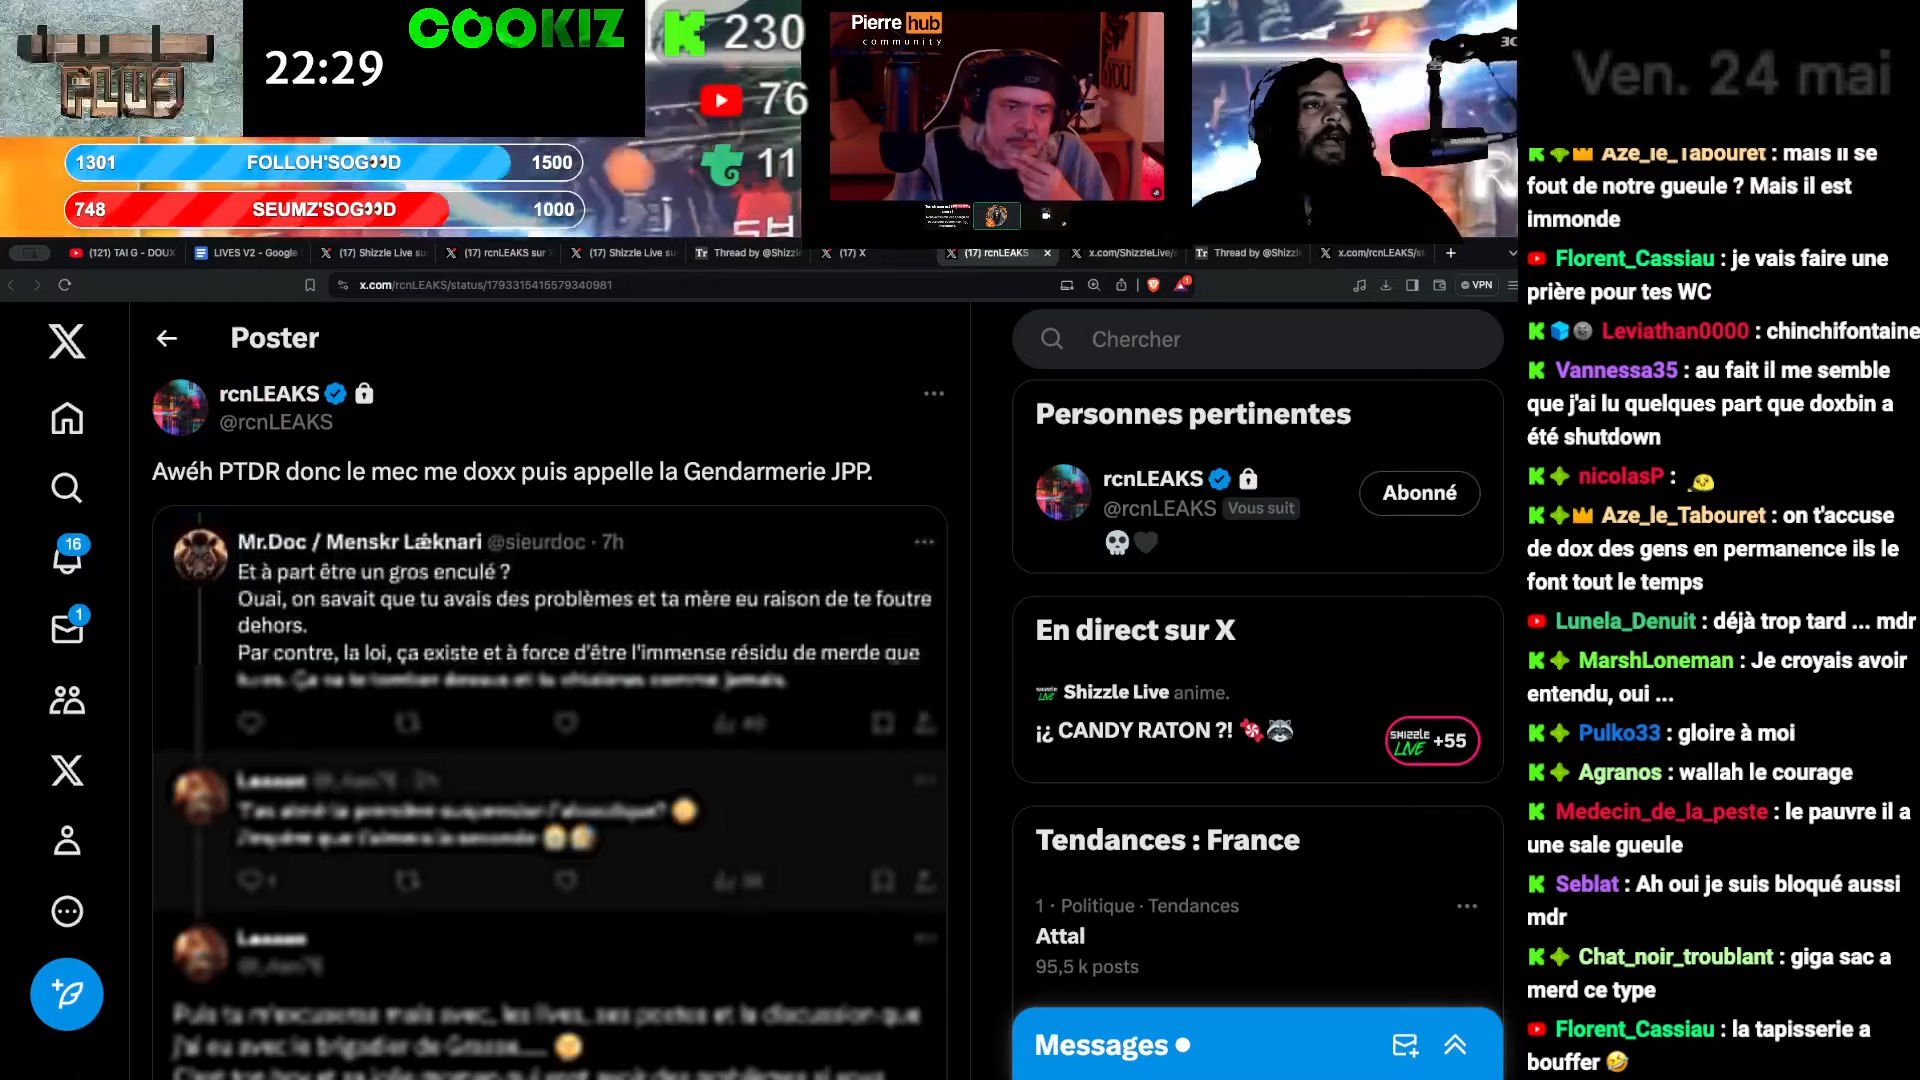 22:29
COOKIZ
230
76
11
1301 FOLLOH'SOG👀D 1500
748 SEUMZ'SOG👀D 1000
Pierre hub
community
Ven. 24 mai
(121) TAI G - DOUX
LIVES V2 - Google
(17) Shizzle Live su
(17) rcnLEAKS sur
(17) Shizzle Live su
Thread by @Shizzle
(17) X
(17) rcnLEAKS
x.com/ShizzleLive/s
Thread by @Shizzl
x.com/rcnLEAKS/st
x.com/rcnLEAKS/status/1793315415579340981
VPN
Poster
rcnLEAKS
@rcnLEAKS
Awéh PTDR donc le mec me doxx puis appelle la Gendarmerie JPP.
Mr.Doc / Menskr Lǽknari @sieurdoc · 7h
Et à part être un gros enculé ?
Ouai, on savait que tu avais des problèmes et ta mère eu raison de te foutre
dehors.
Par contre, la loi, ça existe et à force d'être l'immense résidu de merde que
16
1
Chercher
Personnes pertinentes
rcnLEAKS
@rcnLEAKS Vous suit
Abonné
💀🖤
En direct sur X
Shizzle Live anime.
¡¿ CANDY RATON ?! 🍬🦝
SHIZZLE LIVE +55
Tendances : France
1 · Politique · Tendances
Attal
95,5 k posts
Messages
Aze_le_Tabouret : mais il se
fout de notre gueule ? Mais il est
immonde
Florent_Cassiau : je vais faire une
prière pour tes WC
Leviathan0000 : chinchifontaine
Vannessa35 : au fait il me semble
que j'ai lu quelques part que doxbin a
été shutdown
nicolasP :
Aze_le_Tabouret : on t'accuse
de dox des gens en permanence ils le
font tout le temps
Lunela_Denuit : déjà trop tard ... mdr
MarshLoneman : Je croyais avoir
entendu, oui ...
Pulko33 : gloire à moi
Agranos : wallah le courage
Medecin_de_la_peste : le pauvre il a
une sale gueule
Seblat : Ah oui je suis bloqué aussi
mdr
Chat_noir_troublant : giga sac a
merd ce type
Florent_Cassiau : la tapisserie a
bouffer 🤣